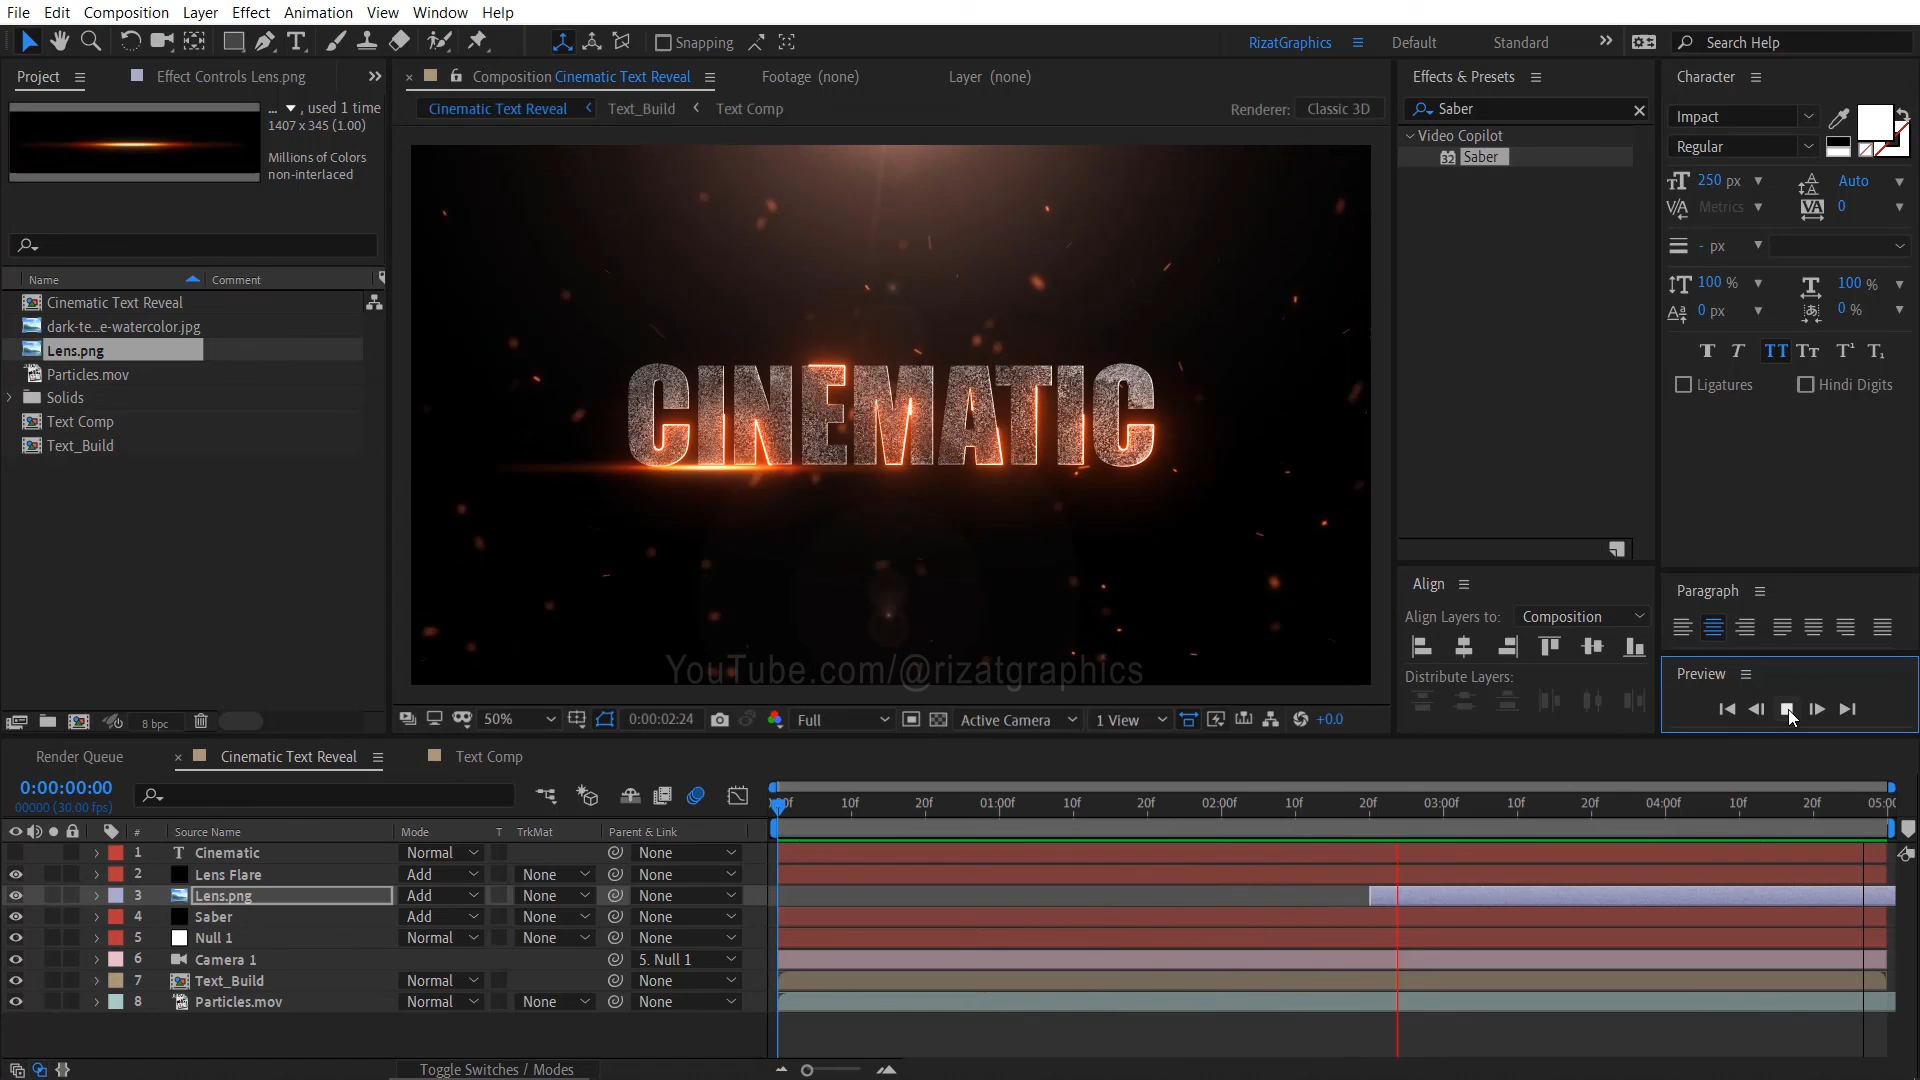 File Edit Composition Layer Effect Animation View Window Help
Snapping
RizatGraphics
Default
Standard
Search Help
Project
Effect Controls Lens.png
... , used 1 time
1407 x 345 (1.00)
Millions of Colors
non-interlaced
Name
Comment
Cinematic Text Reveal
dark-te...e-watercolor.jpg
Lens.png
Particles.mov
Solids
Text Comp
Text_Build
8 bpc
Composition Cinematic Text Reveal
Footage (none)
Layer (none)
Cinematic Text Reveal
Text_Build
Text Comp
Renderer: Classic 3D
CINEMATIC
YouTube.com/@rizatgraphics
50%
0:00:02:24
Full
Active Camera
1 View
+0.0
Effects & Presets
Saber
Video Copilot
32 Saber
Align
Align Layers to: Composition
Distribute Layers:
Character
Impact
Regular
250 px
Auto
Metrics
0
- px
100 %
100 %
0 px
0 %
Ligatures
Hindi Digits
Paragraph
Preview
Render Queue
Cinematic Text Reveal
Text Comp
0:00:00:00
00000 (30.00 fps)
10f 20f 01:00f 10f 20f 02:00f 10f 20f 03:00f 10f 20f 04:00f 10f 20f
# Source Name Mode T TrkMat Parent & Link
1 T Cinematic Normal None
2 Lens Flare Add None None
3 Lens.png Add None None
4 Saber Add None None
5 Null 1 Normal None None
6 Camera 1 5. Null 1
7 Text_Build Normal None
8 Particles.mov Normal None None
Toggle Switches / Modes